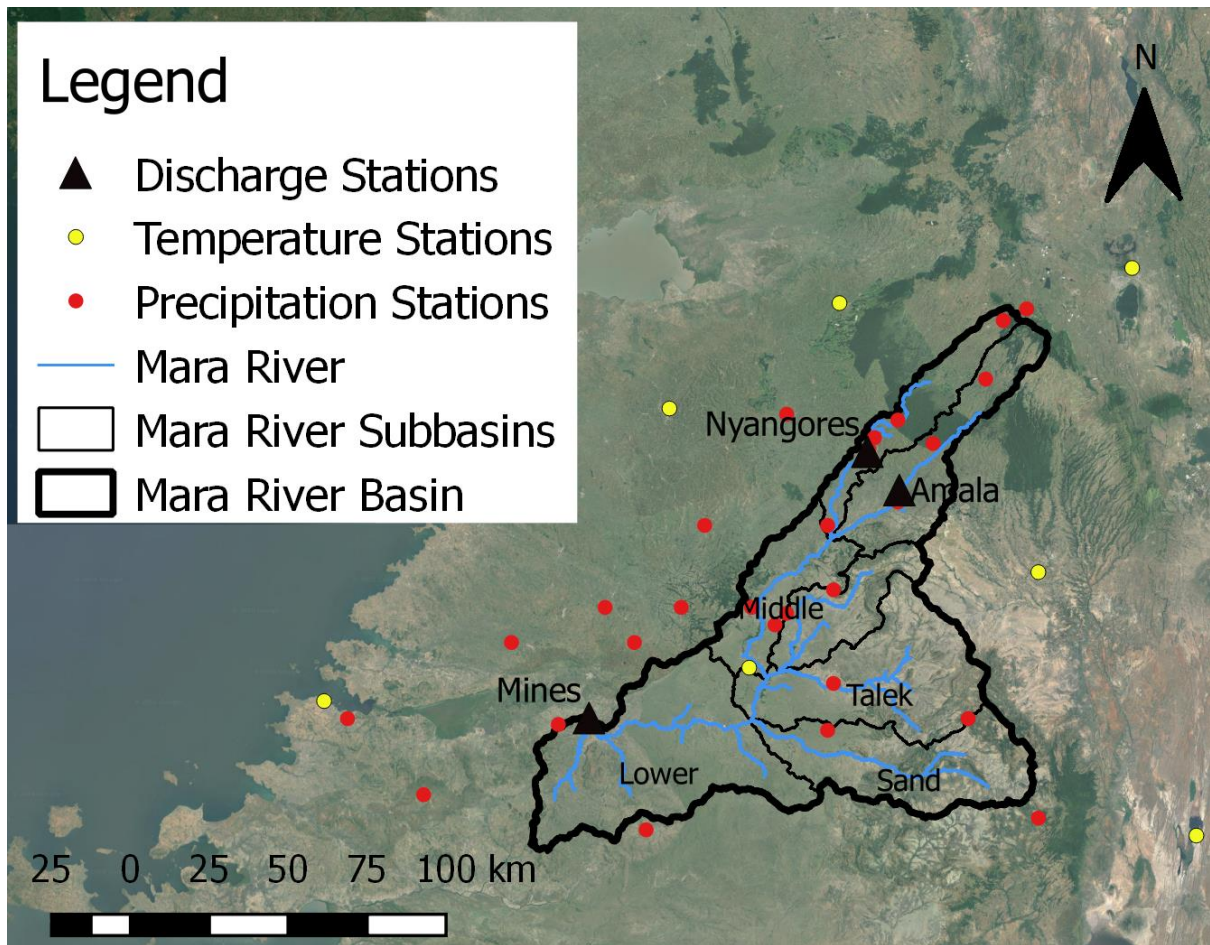 Legend
Discharge Stations
Temperature Stations
Precipitation Stations
Mara River
Mara River Subbasins
Mara River Basin
N
Nyangores
Amala
Middle
Mines
Talek
Lower
Sand
25 0 25 50 75 100 km